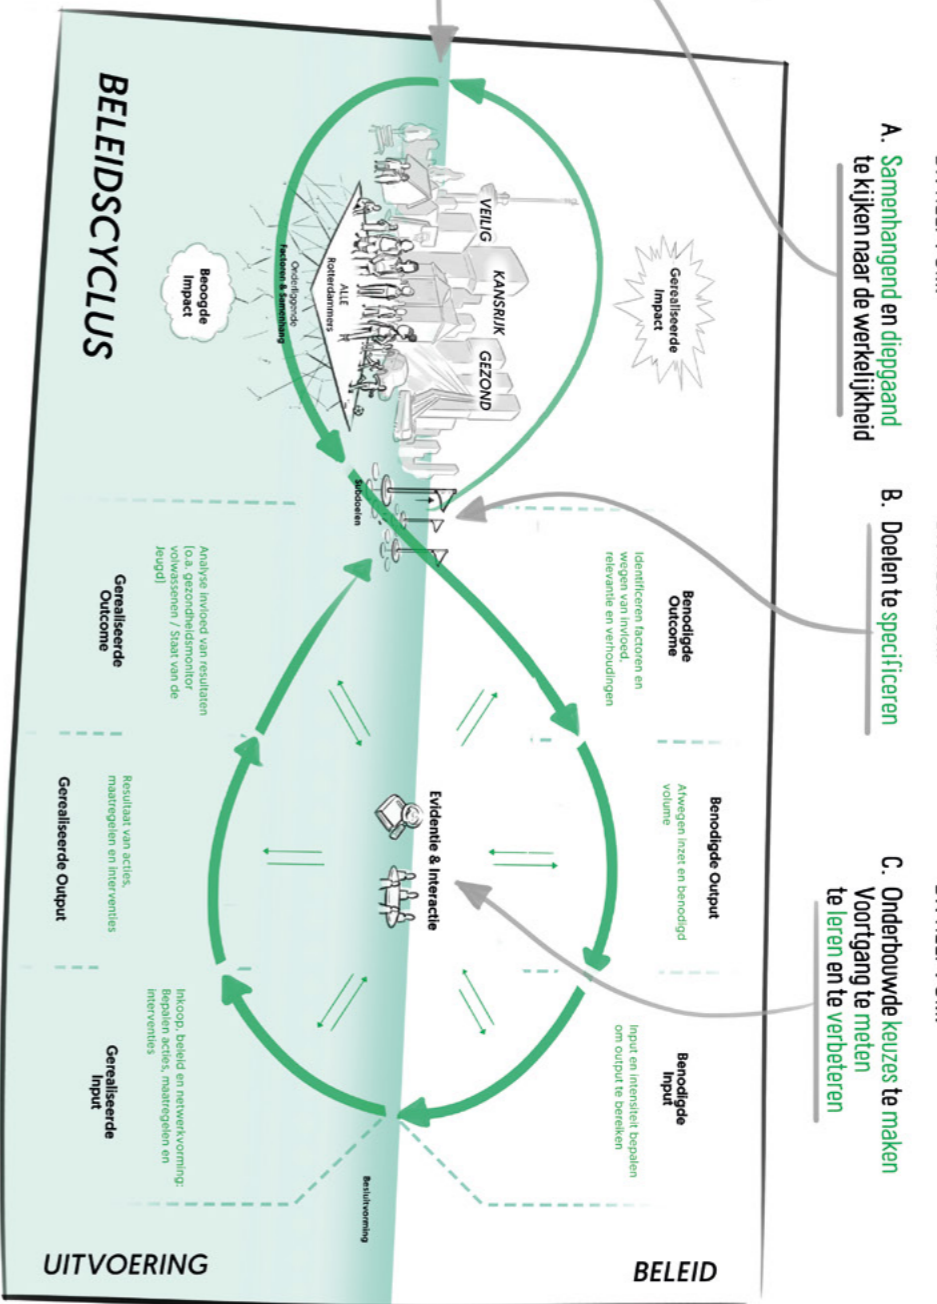 A. Samenhangend en diepgaand
te kijken naar de werkelijkheid
B. Doelen te specificeren
C. Onderbouwde keuzes te maken
Voortgang te meten
te leren en te verbeteren
BELEIDSCYCLUS
Gerealiseerde
Impact
VEILIG
KANSRIJK
GEZOND
ALLE
Rotterdammers
Onderliggende
Factoren & Samenhang
Beoogde
Impact
Subdoelen
Benodigde
Outcome
Identificeren factoren en
wegen van invloed,
relevantie en verhoudingen
Benodigde Output
Afwegen inzet en benodigd
volume
Benodigde
Input
Input en intensiteit bepalen
om output te bereiken
Evidentie & Interactie
Besluitvorming
Analyse invloed van resultaten
(o.a. gezondheidsmonitor
volwassenen / Staat van de
Jeugd)
Gerealiseerde
Outcome
Resultaat van acties,
maatregelen en interventies
Gerealiseerde Output
Inkoop, beleid en netwerkvorming:
Bepalen acties, maatregelen en
interventies
Gerealiseerde
Input
BELEID
UITVOERING